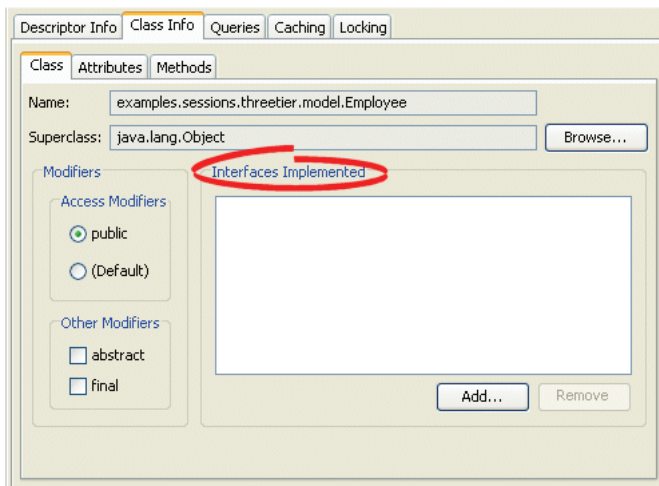 Descriptor Info Class Info Queries Caching Locking
Class Attributes Methods
Name: examples.sessions.threetier.model.Employee
Superclass: java.lang.Object Browse...
Modifiers Interfaces Implemented
Access Modifiers
public
(Default)
Other Modifiers
abstract
final
Add... Remove